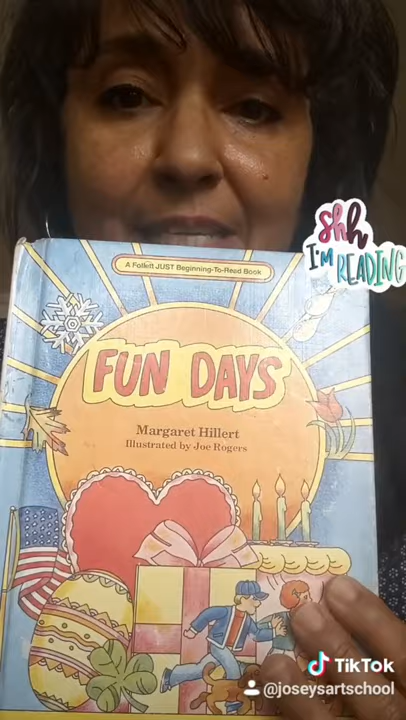 shh
I'M READING
A Follett JUST Beginning-To-Read Book
FUN DAYS
Margaret Hillert
Illustrated by Joe Rogers
TikTok
@joseysartschool